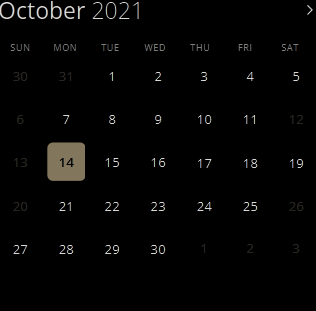 October 2021 >
SUN MON TUE WED THU FRI SAT
30 31 1 2 3 4 5
6 7 8 9 10 11 12
13 14 15 16 17 18 19
20 21 22 23 24 25 26
27 28 29 30 1 2 3